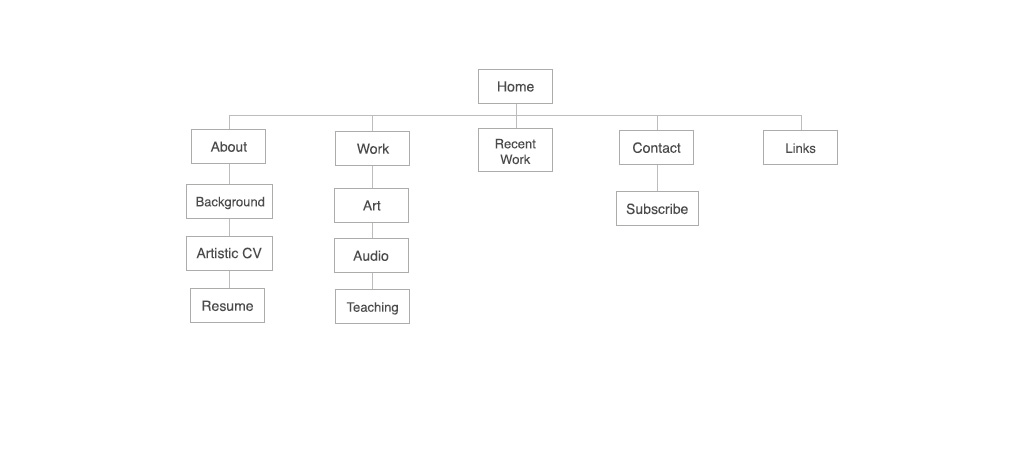 Home
About
Work
Recent
Work
Contact
Links
Background
Art
Subscribe
Artistic CV
Audio
Resume
Teaching